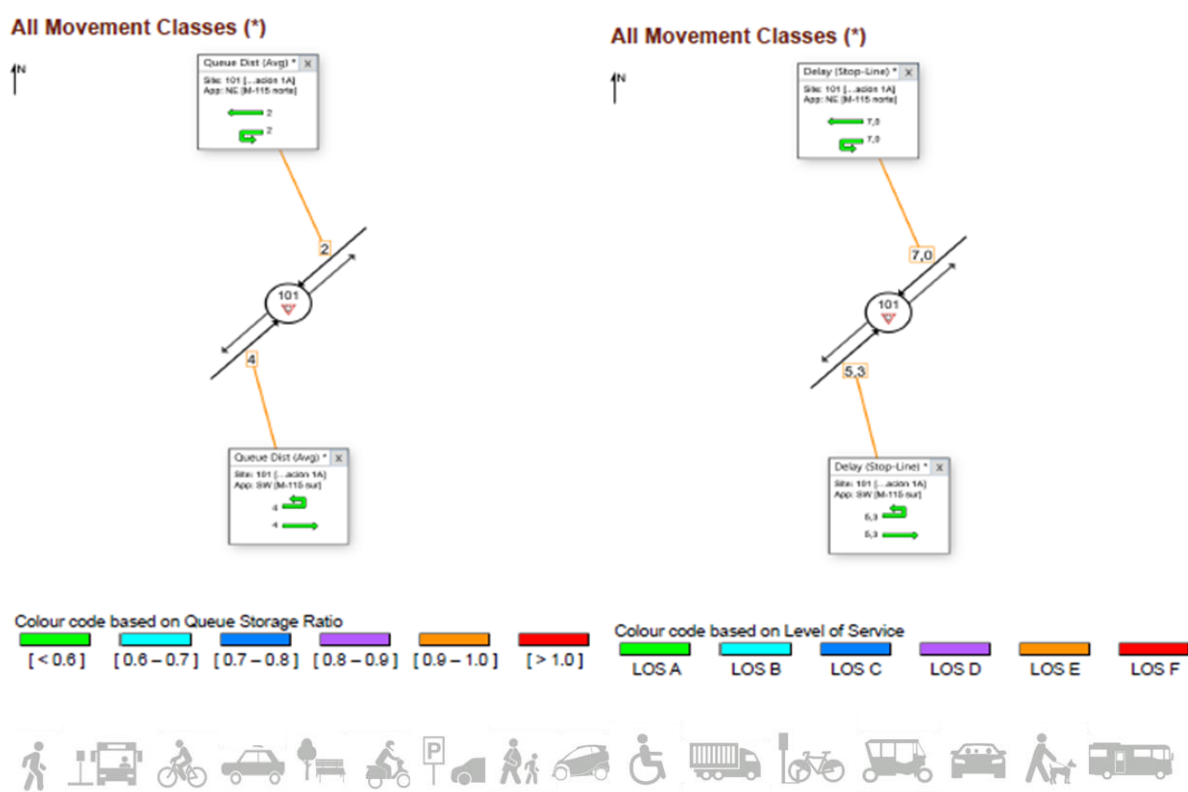 All Movement Classes (*)
N
Queue Dist (Avg) * X
Site: 101 [...ación 1A]
App: NE [M-115 norte]
2
2
2
101
4
Queue Dist (Avg) * X
Site: 101 [...ación 1A]
App: SW [M-115 sur]
4
4
Colour code based on Queue Storage Ratio
[ < 0.6 ] [ 0.6 – 0.7 ] [ 0.7 – 0.8 ] [ 0.8 – 0.9 ] [ 0.9 – 1.0 ] [ > 1.0 ]
All Movement Classes (*)
N
Delay (Stop-Line) * X
Site: 101 [...ación 1A]
App: NE [M-115 norte]
7,0
7,0
7,0
101
5,3
Delay (Stop-Line) * X
Site: 101 [...ación 1A]
App: SW [M-115 sur]
5,3
5,3
Colour code based on Level of Service
LOS A LOS B LOS C LOS D LOS E LOS F
P